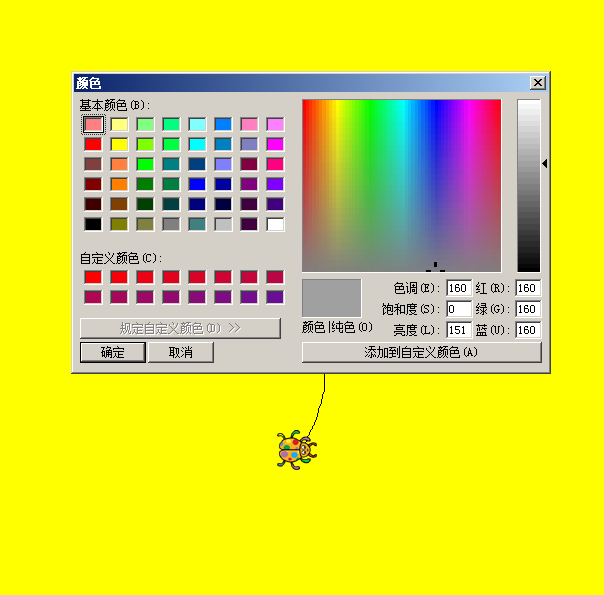 颜色
基本颜色(B):
自定义颜色(C):
规定自定义颜色(D) >>
确定
取消
颜色|纯色(O)
色调(E): 160 红(R): 160
饱和度(S): 0 绿(G): 160
亮度(L): 151 蓝(U): 160
添加到自定义颜色(A)